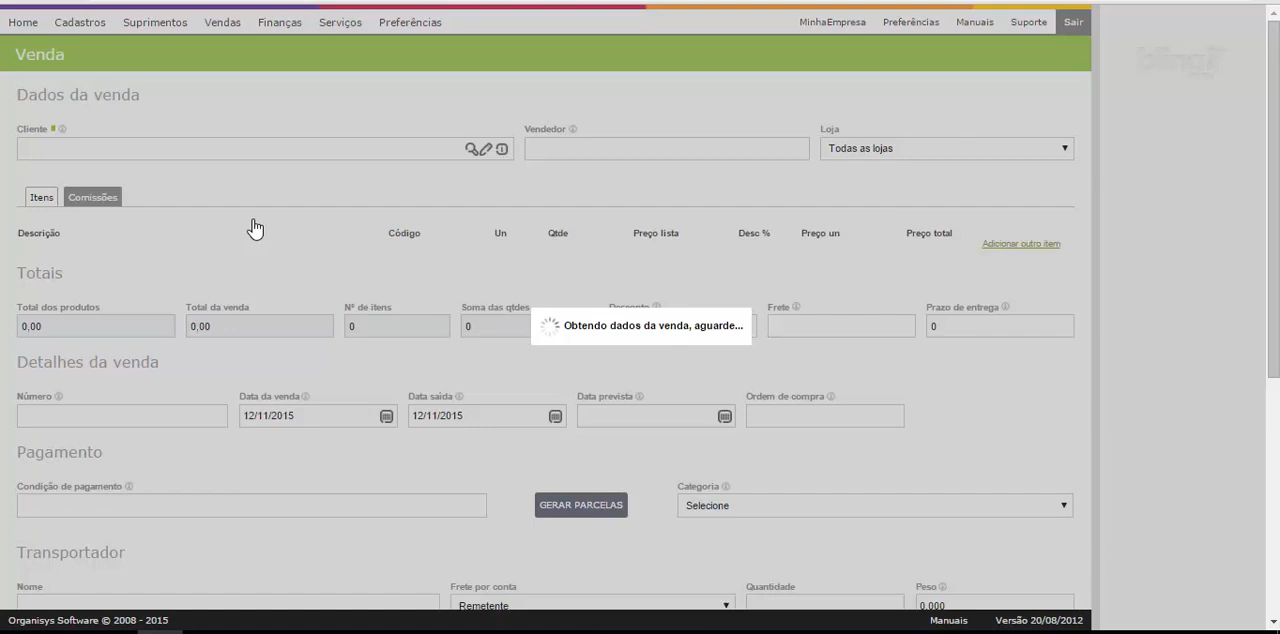 Home Cadastros Suprimentos Vendas Finanças Serviços Preferências MinhaEmpresa Preferências Manuais Suporte Sair
Venda
bling
Dados da venda
Cliente Vendedor Loja
Todas as lojas
Itens Comissões
Descrição Código Un Qtde Preço lista Desc % Preço un Preço total
Adicionar outro item
Totais
Total dos produtos Total da venda Nº de itens Soma das qtdes Desconto Frete Prazo de entrega
0,00 0,00 0 0 Obtendo dados da venda, aguarde... 0
Detalhes da venda
Número Data da venda Data saída Data prevista Ordem de compra
12/11/2015 12/11/2015
Pagamento
Condição de pagamento Categoria
GERAR PARCELAS Selecione
Transportador
Nome Frete por conta Quantidade Peso
Remetente 0,000
Organisys Software © 2008 - 2015 Manuais Versão 20/08/2012